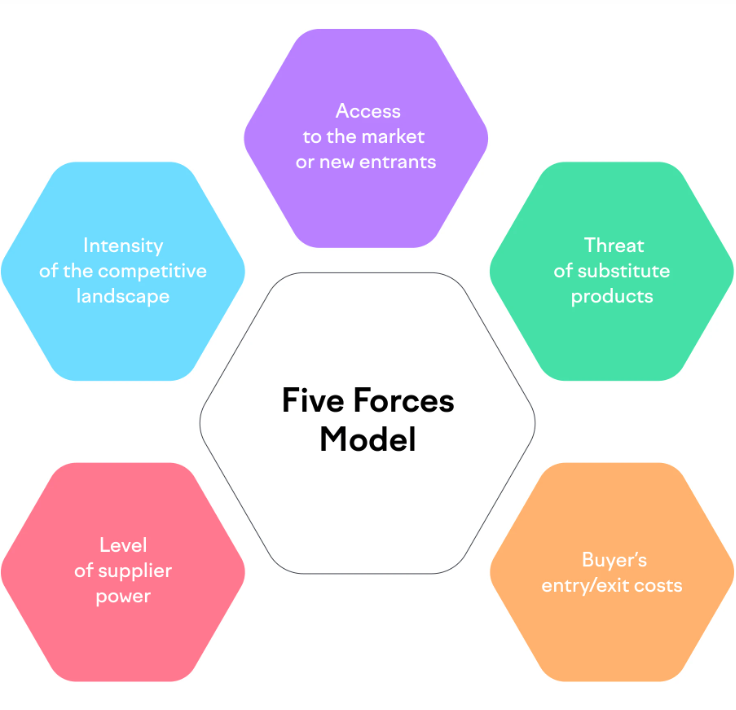 Access
to the market
or new entrants
Intensity
of the competitive
landscape
Threat
of substitute
products
Five Forces
Model
Level
of supplier
power
Buyer’s
entry/exit costs